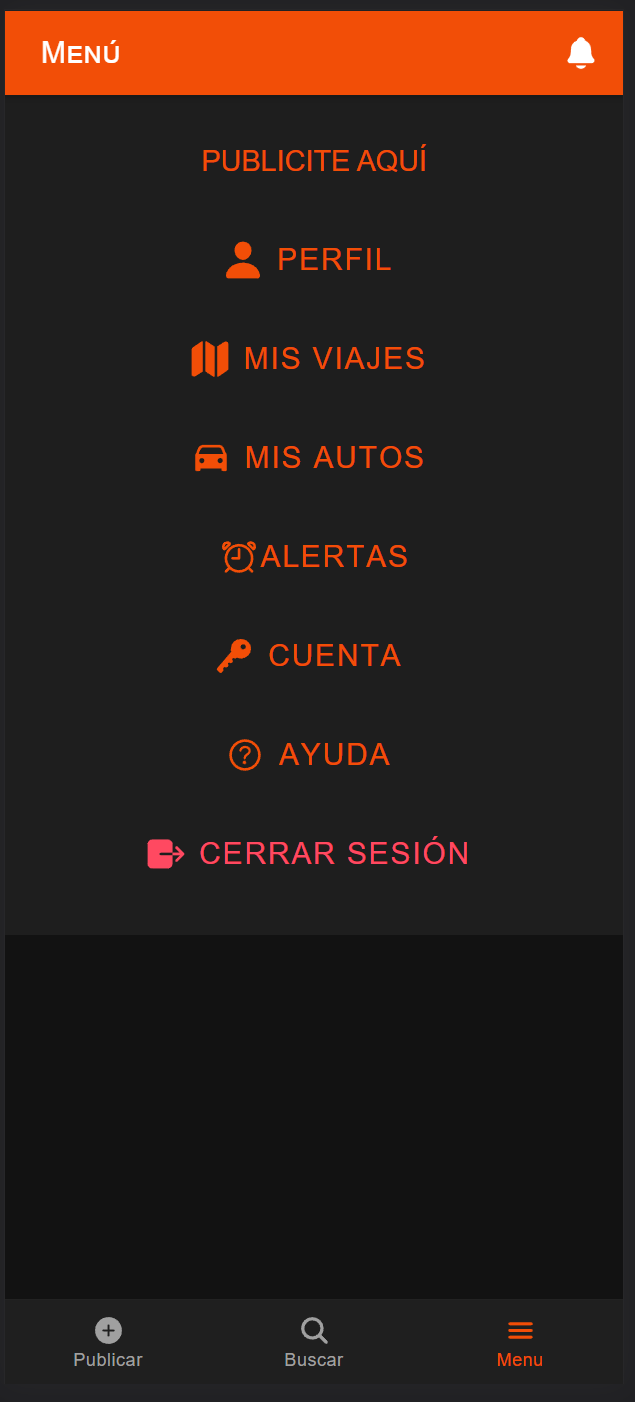 MENÚ
PUBLICITE AQUÍ
PERFIL
MIS VIAJES
MIS AUTOS
ALERTAS
CUENTA
AYUDA
CERRAR SESIÓN
Publicar
Buscar
Menu